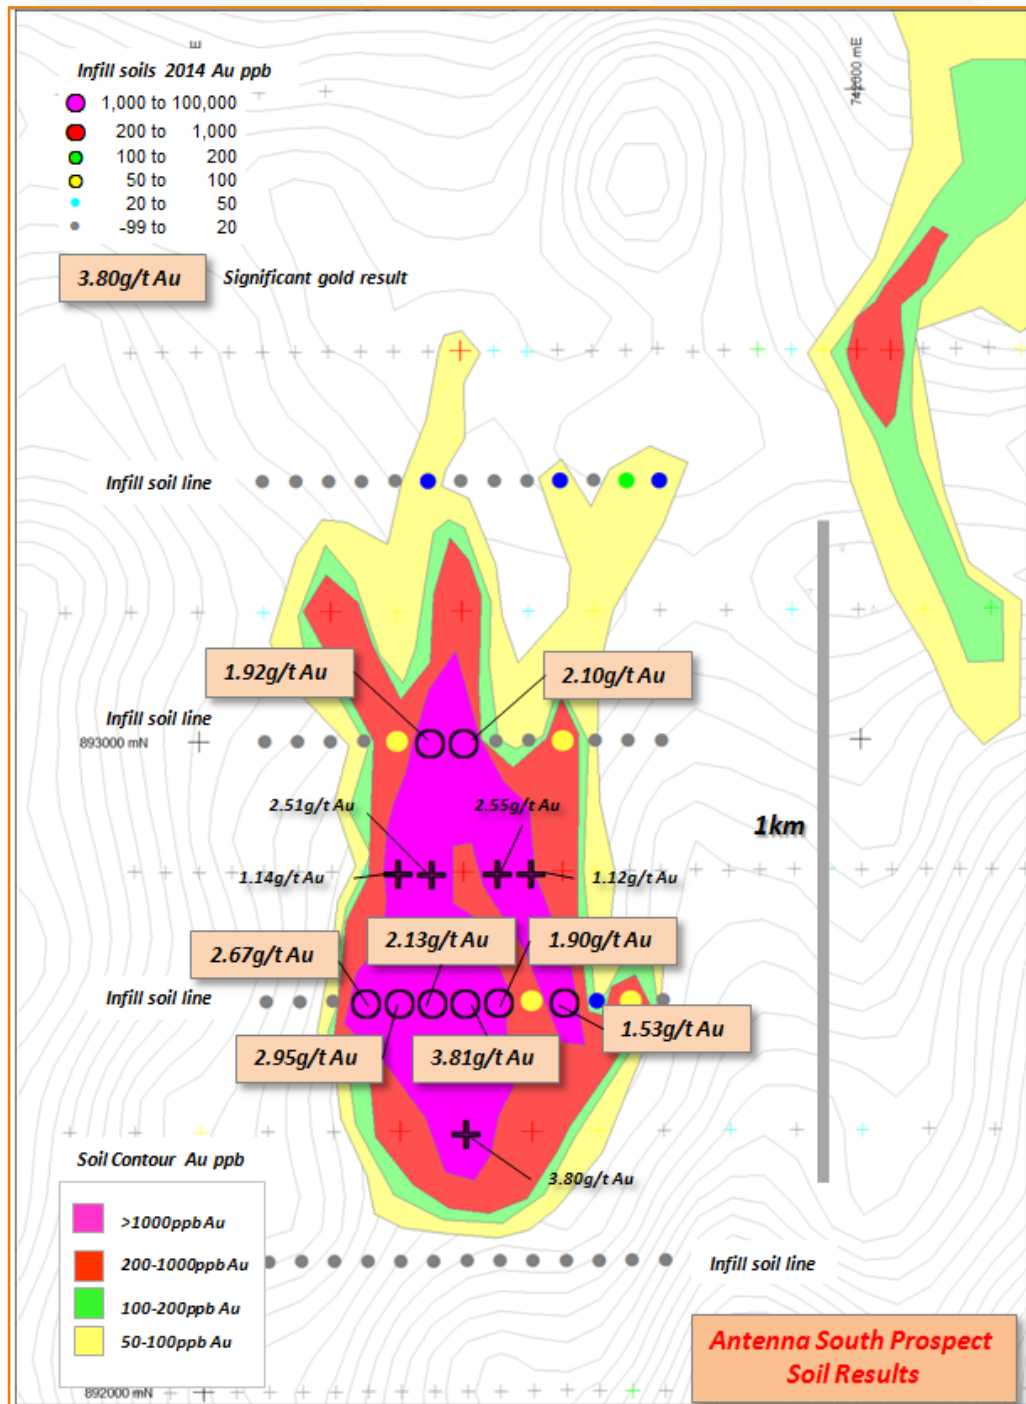 E
742000 mE
Infill soils 2014 Au ppb
1,000 to 100,000
200 to 1,000
100 to 200
50 to 100
20 to 50
-99 to 20
3.80g/t Au Significant gold result
Infill soil line
1.92g/t Au
2.10g/t Au
Infill soil line
893000 mN
2.51g/t Au
2.55g/t Au
1km
1.14g/t Au
1.12g/t Au
2.13g/t Au
1.90g/t Au
2.67g/t Au
Infill soil line
1.53g/t Au
2.95g/t Au
3.81g/t Au
Soil Contour Au ppb
3.80g/t Au
>1000ppb Au
200-1000ppb Au
100-200ppb Au
50-100ppb Au
Infill soil line
Antenna South Prospect
Soil Results
892000 mN